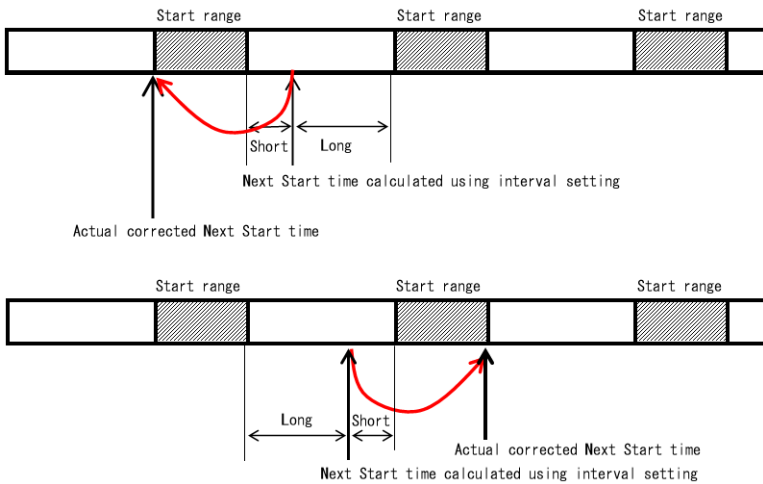 Start range Start range Start range
Short Long
Next Start time calculated using interval setting
Actual corrected Next Start time
Start range Start range Start range
Long Short
Actual corrected Next Start time
Next Start time calculated using interval setting